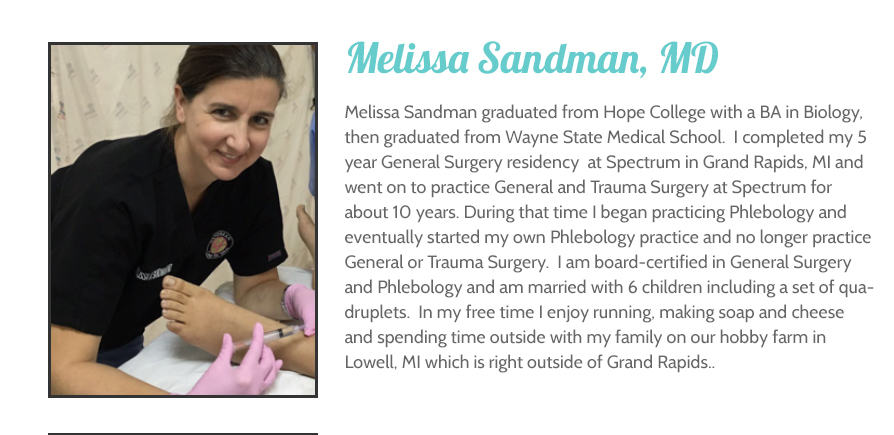 Melissa Sandman, MD
Melissa Sandman graduated from Hope College with a BA in Biology,
then graduated from Wayne State Medical School.  I completed my 5
year General Surgery residency  at Spectrum in Grand Rapids, MI and
went on to practice General and Trauma Surgery at Spectrum for
about 10 years. During that time I began practicing Phlebology and
eventually started my own Phlebology practice and no longer practice
General or Trauma Surgery.  I am board-certified in General Surgery
and Phlebology and am married with 6 children including a set of qua-
druplets.  In my free time I enjoy running, making soap and cheese
and spending time outside with my family on our hobby farm in
Lowell, MI which is right outside of Grand Rapids..